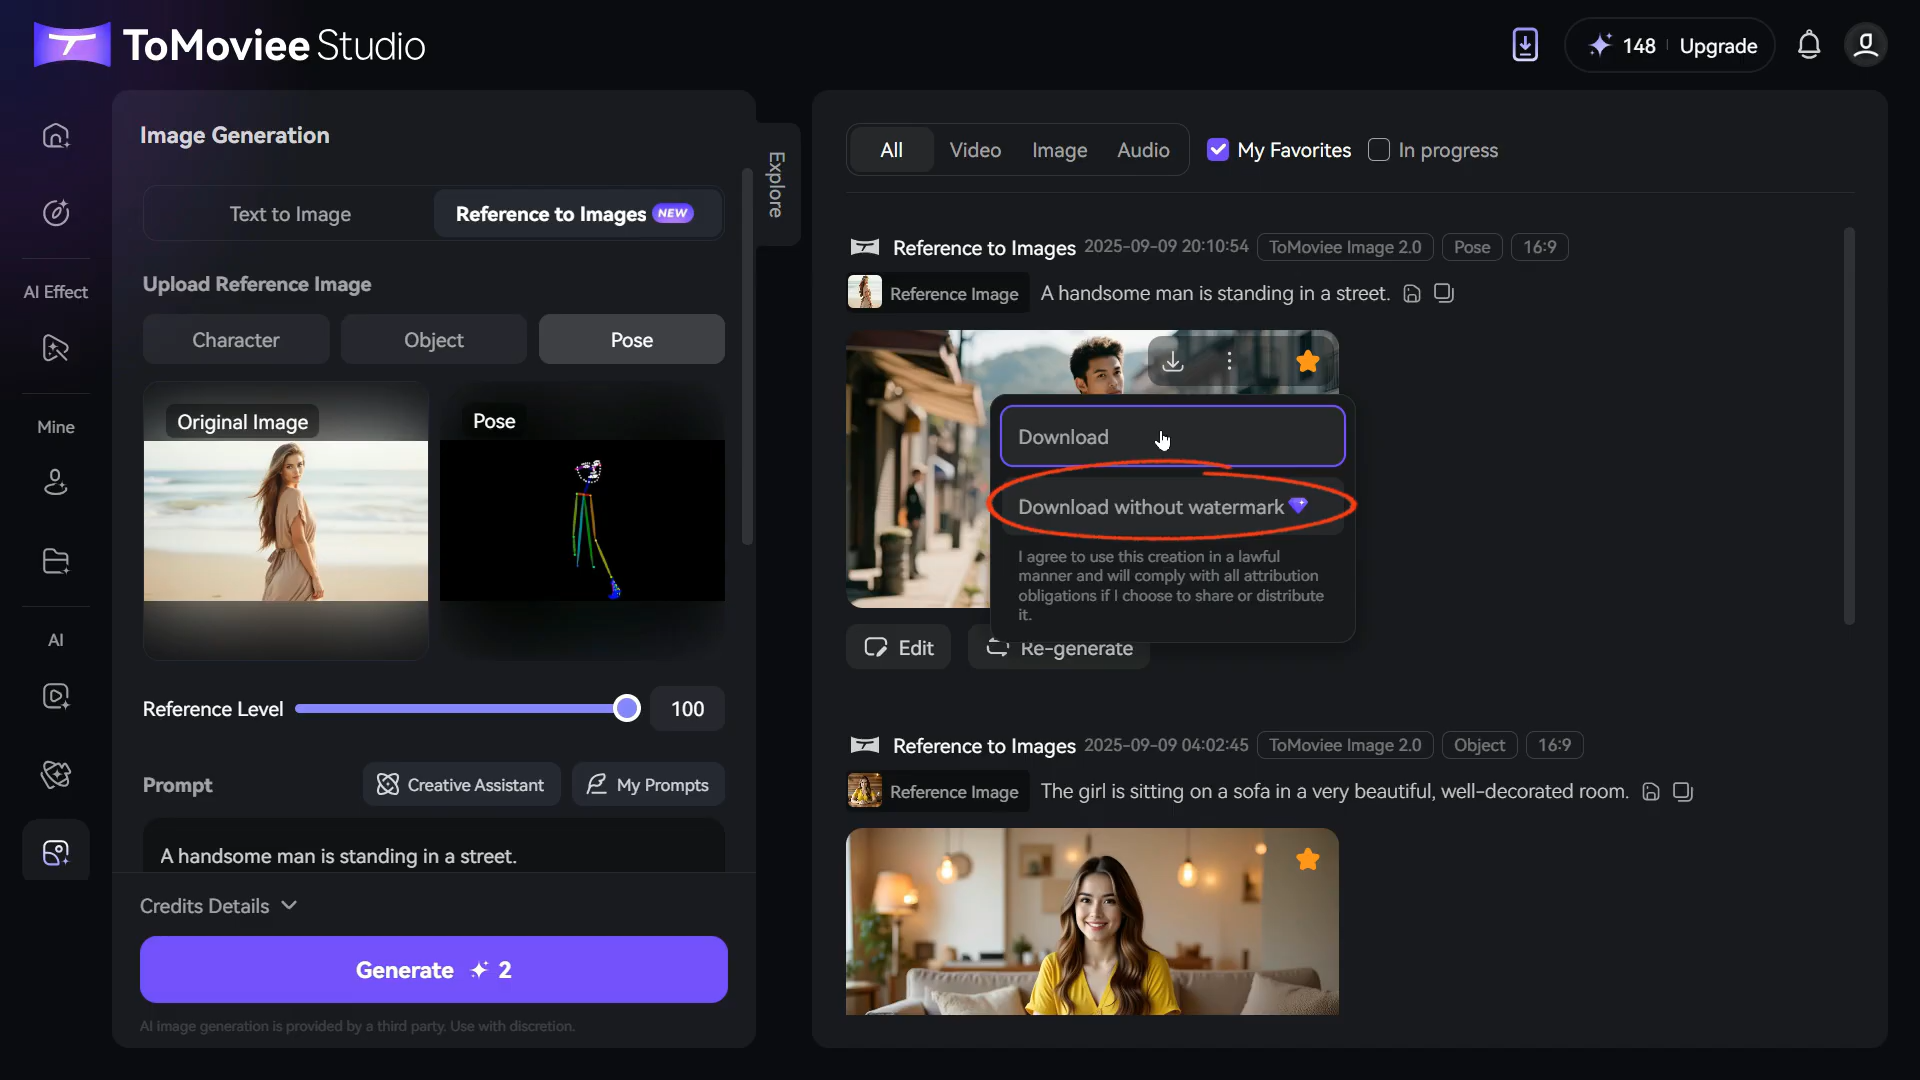 ToMoviee Studio
148 Upgrade
Image Generation
Text to Image
Reference to Images NEW
Explore
Upload Reference Image
Character
Object
Pose
Original Image
Pose
Reference Level
100
Prompt
Creative Assistant
My Prompts
A handsome man is standing in a street.
Credits Details
Generate 2
AI image generation is provided by a third party. Use with discretion.
AI Effect
Mine
AI
All
Video
Image
Audio
My Favorites
In progress
Reference to Images 2025-09-09 20:10:54 ToMoviee Image 2.0 Pose 16:9
Reference Image A handsome man is standing in a street.
Download
Download without watermark
I agree to use this creation in a lawful
manner and will comply with all attribution
obligations if I choose to share or distribute
it.
Edit
Re-generate
Reference to Images 2025-09-09 04:02:45 ToMoviee Image 2.0 Object 16:9
Reference Image The girl is sitting on a sofa in a very beautiful, well-decorated room.